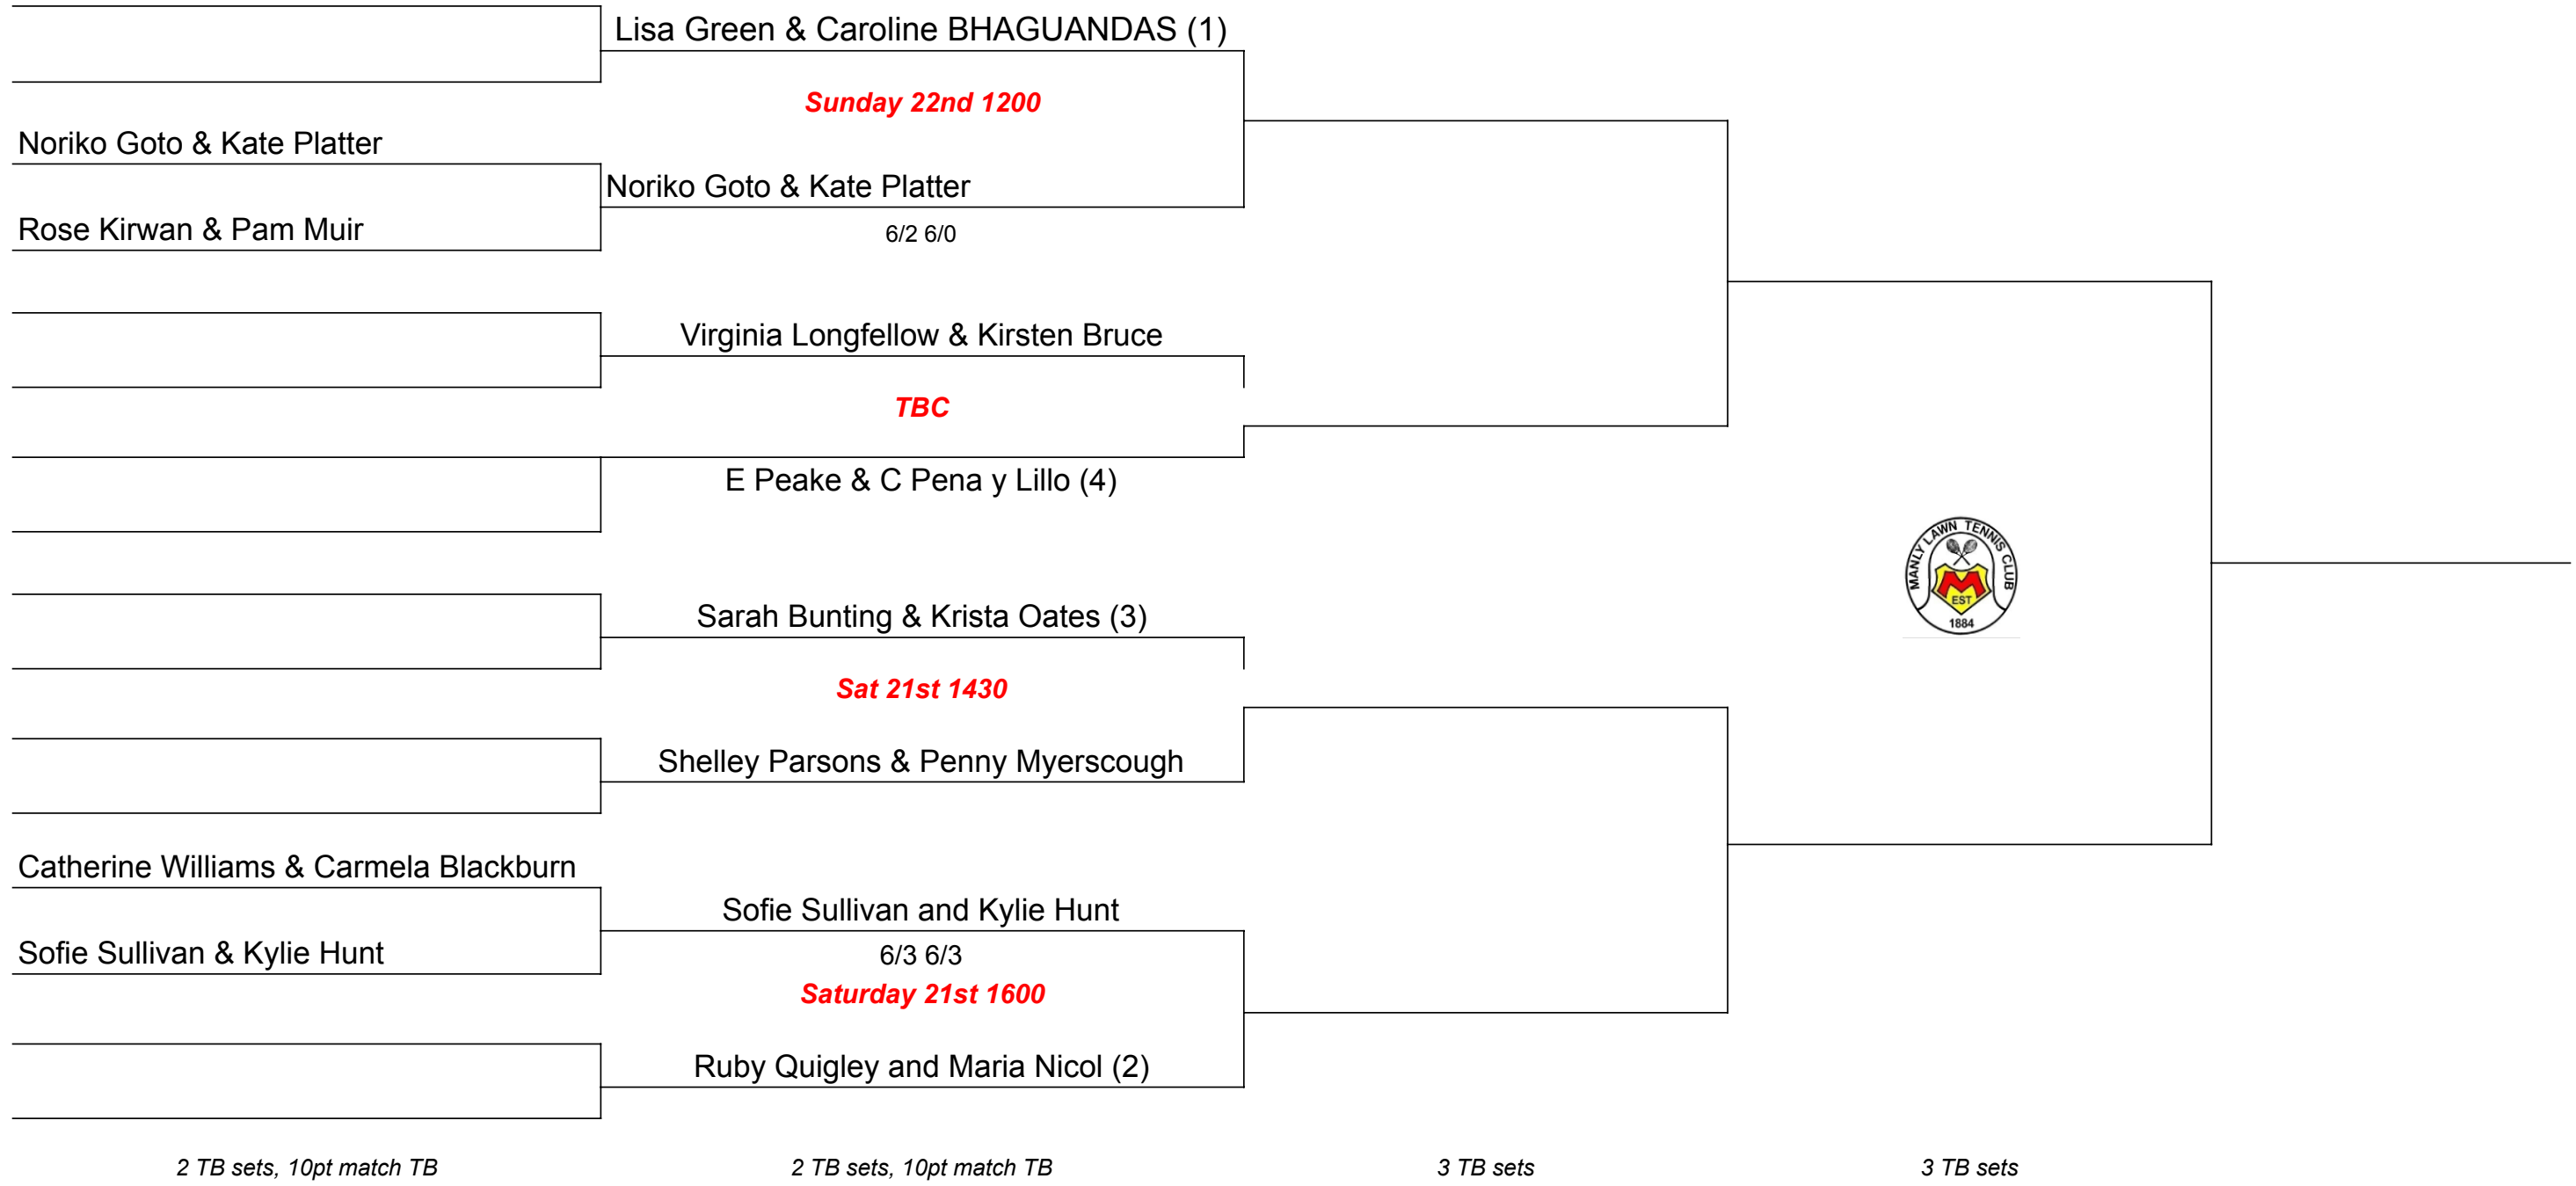 Lisa Green & Caroline BHAGUANDAS (1)
Sunday 22nd 1200
Noriko Goto & Kate Platter
Noriko Goto & Kate Platter
Rose Kirwan & Pam Muir
6/2 6/0
Virginia Longfellow & Kirsten Bruce
TBC
E Peake & C Pena y Lillo (4)
MANLY LAWN TENNIS CLUB
M
EST
1884
Sarah Bunting & Krista Oates (3)
Sat 21st 1430
Shelley Parsons & Penny Myerscough
Catherine Williams & Carmela Blackburn
Sofie Sullivan and Kylie Hunt
Sofie Sullivan & Kylie Hunt
6/3 6/3
Saturday 21st 1600
Ruby Quigley and Maria Nicol (2)
2 TB sets, 10pt match TB
2 TB sets, 10pt match TB
3 TB sets
3 TB sets